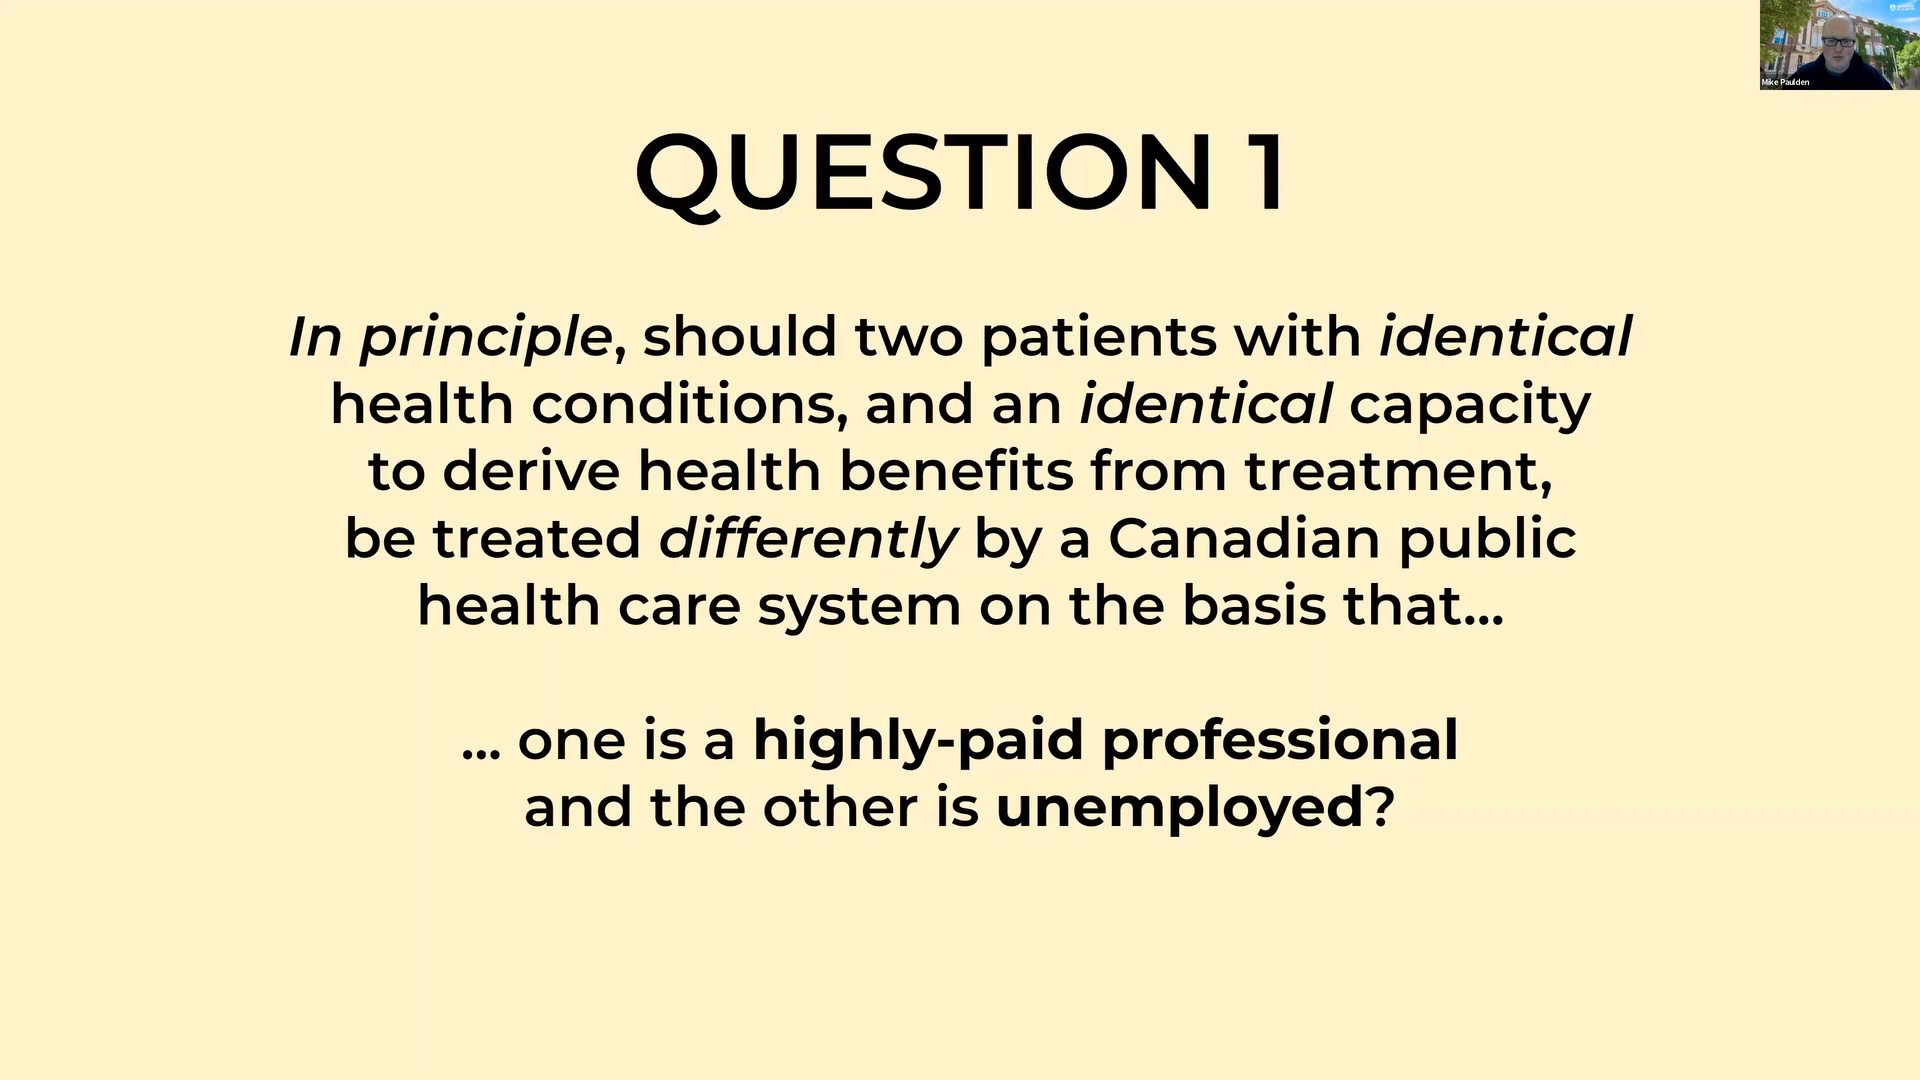 Mike Paulden
QUESTION 1
In principle, should two patients with identical
health conditions, and an identical capacity
to derive health benefits from treatment,
be treated differently by a Canadian public
health care system on the basis that...
... one is a highly-paid professional
and the other is unemployed?